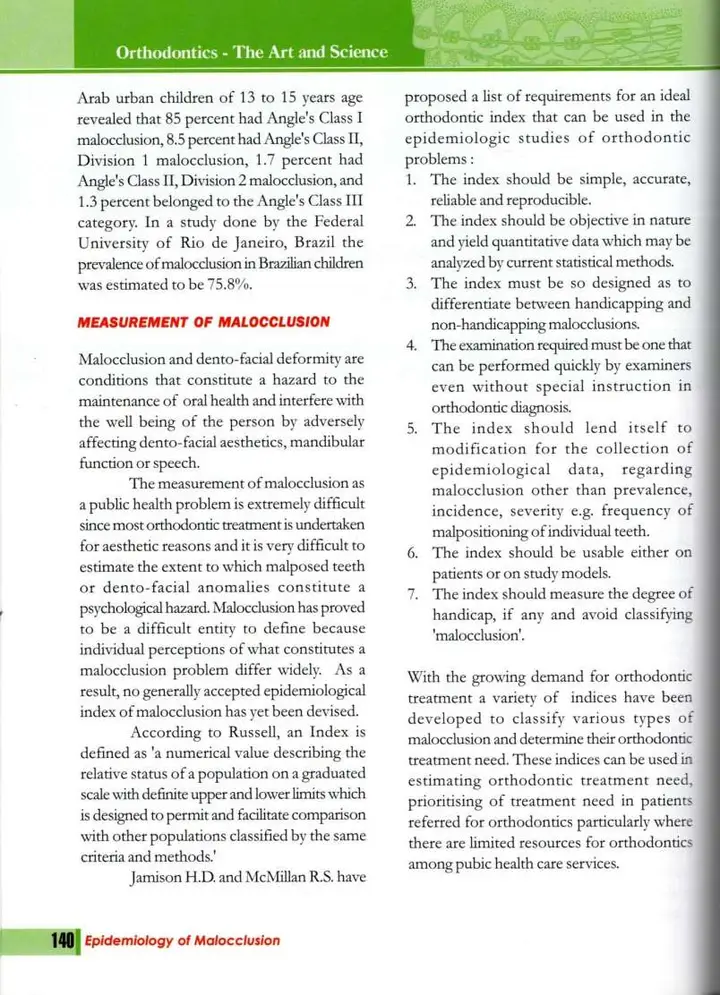 Orthodontics - The Art and Science
Arab urban children of 13 to 15 years age
revealed that 85 percent had Angle's Class I
malocclusion, 8.5 percent had Angle's Class II,
Division 1 malocclusion, 1.7 percent had
Angle's Class II, Division 2 malocclusion, and
1.3 percent belonged to the Angle's Class III
category. In a study done by the Federal
University of Rio de Janeiro, Brazil the
prevalence of malocclusion in Brazilian children
was estimated to be 75.8%.
MEASUREMENT OF MALOCCLUSION
Malocclusion and dento-facial deformity are
conditions that constitute a hazard to the
maintenance of oral health and interfere with
the well being of the person by adversely
affecting dento-facial aesthetics, mandibular
function or speech.
The measurement of malocclusion as
a public health problem is extremely difficult
since most orthodontic treatment is undertaken
for aesthetic reasons and it is very difficult to
estimate the extent to which malposed teeth
or dento-facial anomalies constitute a
psychological hazard. Malocclusion has proved
to be a difficult entity to define because
individual perceptions of what constitutes a
malocclusion problem differ widely. As a
result, no generally accepted epidemiological
index of malocclusion has yet been devised.
According to Russell, an Index is
defined as 'a numerical value describing the
relative status of a population on a graduated
scale with definite upper and lower limits which
is designed to permit and facilitate comparison
with other populations classified by the same
criteria and methods.'
Jamison H.D. and McMillan R.S. have
proposed a list of requirements for an ideal
orthodontic index that can be used in the
epidemiologic studies of orthodontic
problems :
1. The index should be simple, accurate,
reliable and reproducible.
2. The index should be objective in nature
and yield quantitative data which may be
analyzed by current statistical methods.
3. The index must be so designed as to
differentiate between handicapping and
non-handicapping malocclusions.
4. The examination required must be one that
can be performed quickly by examiners
even without special instruction in
orthodontic diagnosis.
5. The index should lend itself to
modification for the collection of
epidemiological data, regarding
malocclusion other than prevalence,
incidence, severity e.g. frequency of
malpositioning of individual teeth.
6. The index should be usable either on
patients or on study models.
7. The index should measure the degree of
handicap, if any and avoid classifying
'malocclusion'.
With the growing demand for orthodontic
treatment a variety of indices have been
developed to classify various types of
malocclusion and determine their orthodontic
treatment need. These indices can be used in
estimating orthodontic treatment need,
prioritising of treatment need in patients
referred for orthodontics particularly where
there are limited resources for orthodontics
among pubic health care services.
140 Epidemiology of Malocclusion